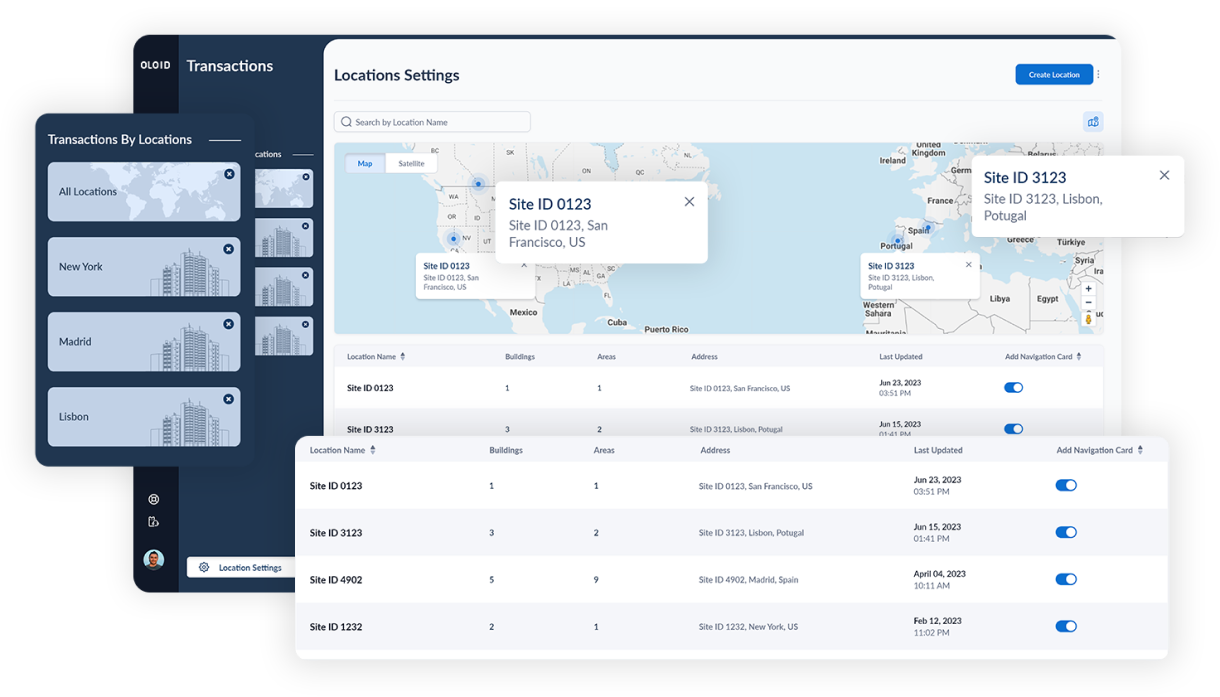 OLOID
Transactions
Locations Settings
Create Location
Search by Location Name
Transactions By Locations
cations
All Locations
New York
Madrid
Lisbon
Location Settings
Map
Satellite
BC
SK
ON
QC
NL
WA
OR
ID
NV
UT
CA
MS
AL
GA
SC
LA
FL
Mexico
Cuba
Puerto Rico
United
Kingdom
Ireland
Belarus
Germ
France
Spain
Portugal
Greece
Türkiye
Syria
Ira
Libya
Egypt
Western
Sahara
Mauritania
Site ID 0123
Site ID 0123, San
Francisco, US
Site ID 0123
Site ID 0123, San
Francisco, US
Site ID 3123
Site ID 3123, Lisbon,
Potugal
Site ID 3123
Site ID 3123, Lisbon,
Potugal
Location Name Buildings Areas Address Last Updated Add Navigation Card
Site ID 0123 1 1 Site ID 0123, San Francisco, US Jun 23, 2023
03:51 PM
Site ID 3123 3 2 Site ID 3123, Lisbon, Potugal Jun 15, 2023
01:41 PM
Location Name Buildings Areas Address Last Updated Add Navigation Card
Site ID 0123 1 1 Site ID 0123, San Francisco, US Jun 23, 2023
03:51 PM
Site ID 3123 3 2 Site ID 3123, Lisbon, Potugal Jun 15, 2023
01:41 PM
Site ID 4902 5 9 Site ID 4902, Madrid, Spain April 04, 2023
10:11 AM
Site ID 1232 2 1 Site ID 1232, New York, US Feb 12, 2023
11:02 PM